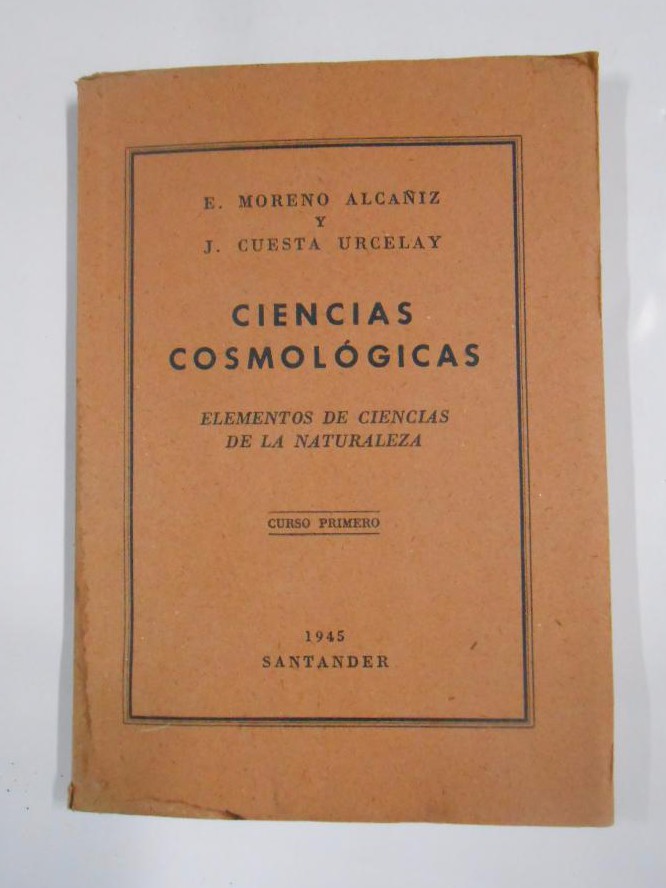 E. MORENO ALCAÑIZ
Y
J. CUESTA URCELAY
CIENCIAS
COSMOLÓGICAS
ELEMENTOS DE CIENCIAS
DE LA NATURALEZA
CURSO PRIMERO
1945
SANTANDER